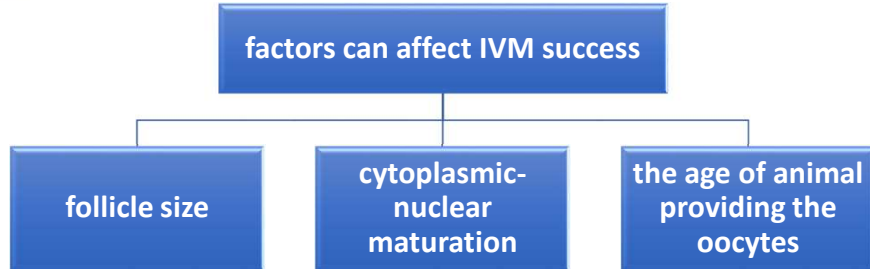 factors can affect IVM success
follicle size
cytoplasmic-
nuclear
maturation
the age of animal
providing the
oocytes